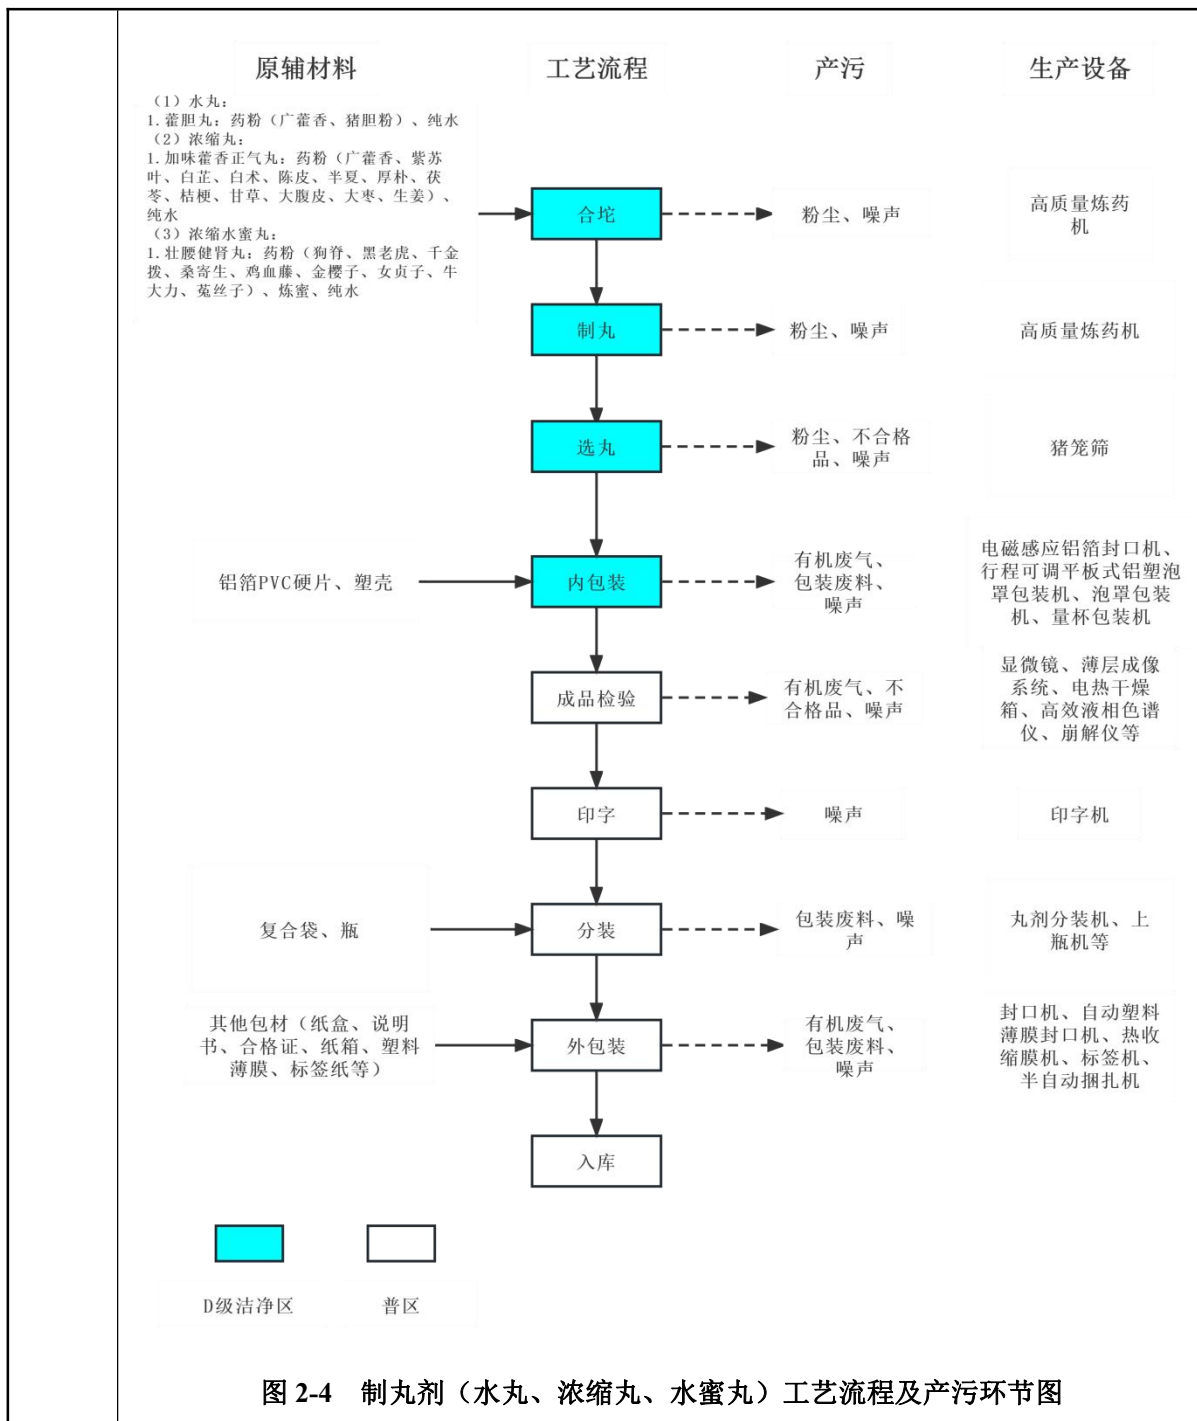 原辅材料
工艺流程
产污
生产设备
（1）水丸：
1.藿胆丸：药粉（广藿香、猪胆粉）、纯水
（2）浓缩丸：
1.加味藿香正气丸：药粉（广藿香、紫苏
叶、白芷、白术、陈皮、半夏、厚朴、茯
苓、桔梗、甘草、大腹皮、大枣、生姜）、
纯水
（3）浓缩水蜜丸：
1.壮腰健肾丸：药粉（狗脊、黑老虎、千金
拨、桑寄生、鸡血藤、金樱子、女贞子、牛
大力、菟丝子）、炼蜜、纯水
合坨
粉尘、噪声
高质量炼药
机
制丸
粉尘、噪声
高质量炼药机
选丸
粉尘、不合格
品、噪声
猪笼筛
铝箔PVC硬片、塑壳
内包装
有机废气、
包装废料、
噪声
电磁感应铝箔封口机、
行程可调平板式铝塑泡
罩包装机、泡罩包装
机、量杯包装机
成品检验
有机废气、不
合格品、噪声
显微镜、薄层成像
系统、电热干燥
箱、高效液相色谱
仪、崩解仪等
印字
噪声
印字机
复合袋、瓶
分装
包装废料、噪
声
丸剂分装机、上
瓶机等
其他包材（纸盒、说明
书、合格证、纸箱、塑料
薄膜、标签纸等）
外包装
有机废气、
包装废料、
噪声
封口机、自动塑料
薄膜封口机、热收
缩膜机、标签机、
半自动捆扎机
入库
D级洁净区
普区
图 2-4 制丸剂（水丸、浓缩丸、水蜜丸）工艺流程及产污环节图